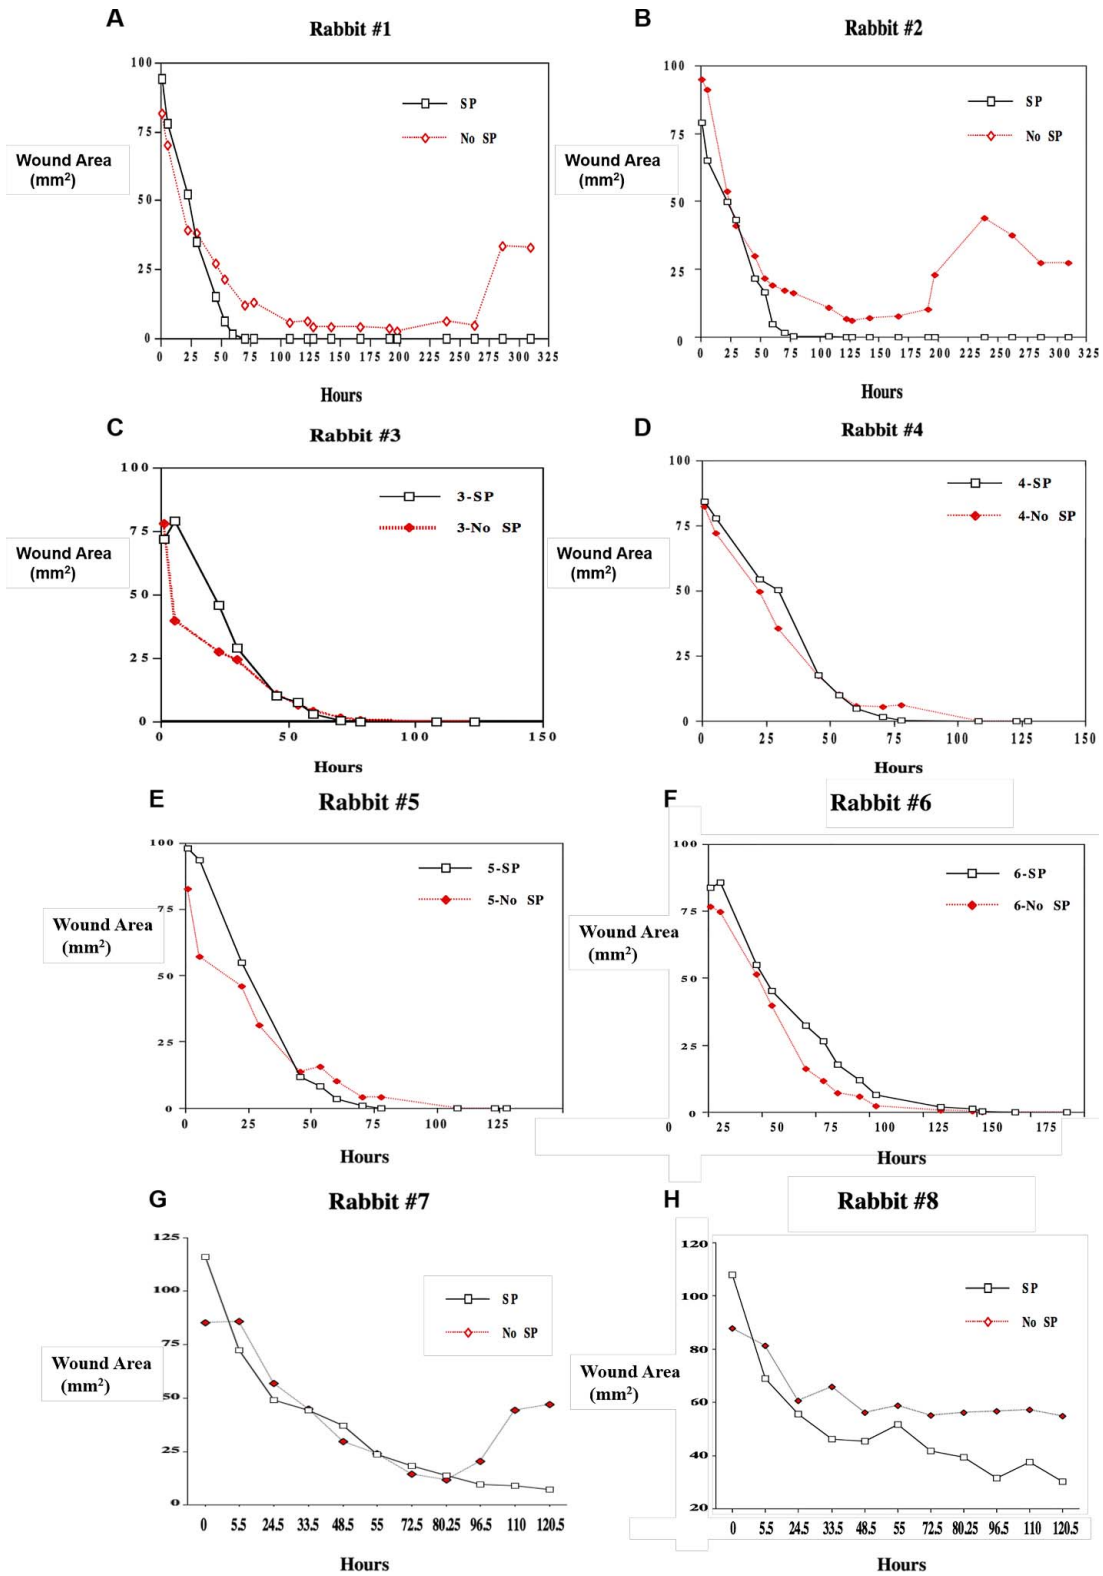 A
Rabbit #1
100
75
50
25
0
SP
No SP
Wound Area
(mm2)
0 25 50 75 100 125 150 175 200 225 250 275 300 325
Hours
B
Rabbit #2
100
75
50
25
0
SP
No SP
Wound Area
(mm2)
0 25 50 75 100 125 150 175 200 225 250 275 300 325
Hours
C
Rabbit #3
100
75
50
25
0
3-SP
3-No SP
Wound Area
(mm2)
0 50 100 150
Hours
D
Rabbit #4
100
75
50
25
0
4-SP
4-No SP
Wound Area
(mm2)
0 25 50 75 100 125 150
Hours
E
Rabbit #5
100
75
50
25
0
5-SP
5-No SP
Wound Area
(mm2)
0 25 50 75 100 125
Hours
F
Rabbit #6
100
75
50
25
0
6-SP
6-No SP
Wound Area
(mm2)
0 25 50 75 100 125 150 175
Hours
G
Rabbit #7
125
100
75
50
25
0
SP
No SP
Wound Area
(mm2)
0 5.5 24.5 33.5 48.5 55 72.5 80.25 96.5 110 120.5
Hours
H
Rabbit #8
120
100
80
60
40
20
SP
No SP
Wound Area
(mm2)
0 5.5 24.5 33.5 48.5 55 72.5 80.25 96.5 110 120.5
Hours